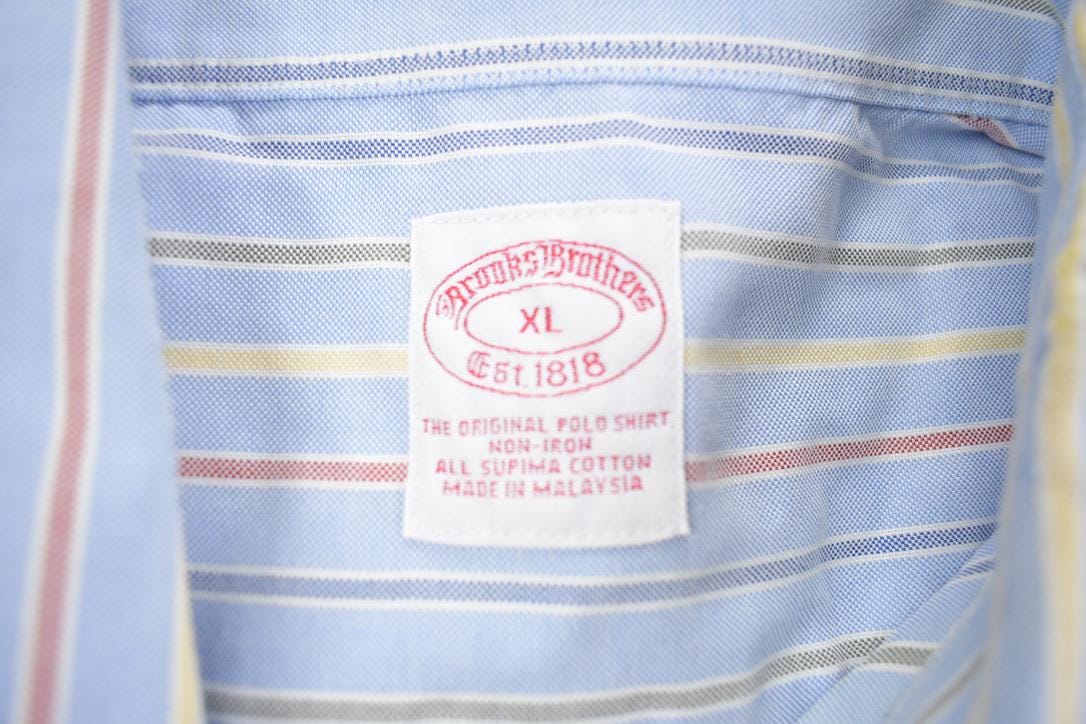 Brooks Brothers
XL
Est. 1818
THE ORIGINAL POLO SHIRT
NON-IRON
ALL SUPIMA COTTON
MADE IN MALAYSIA